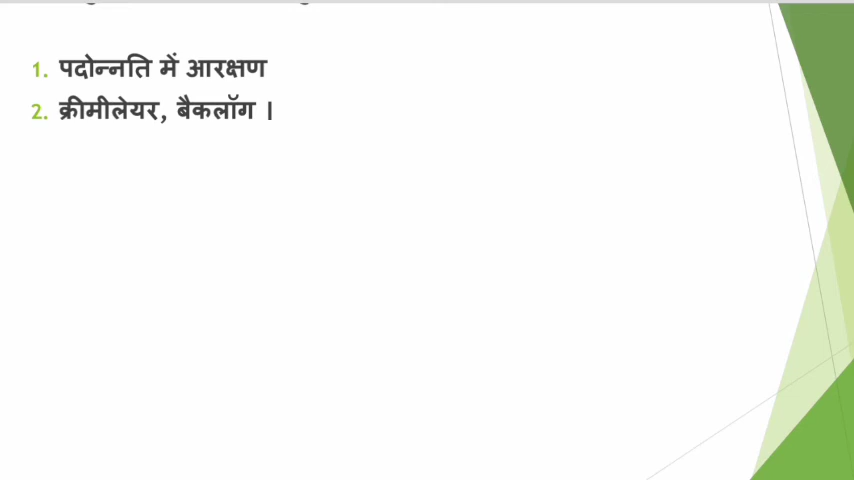 1. पदोन्नति में आरक्षण
2. क्रीमीलेयर, बैकलॉग ।